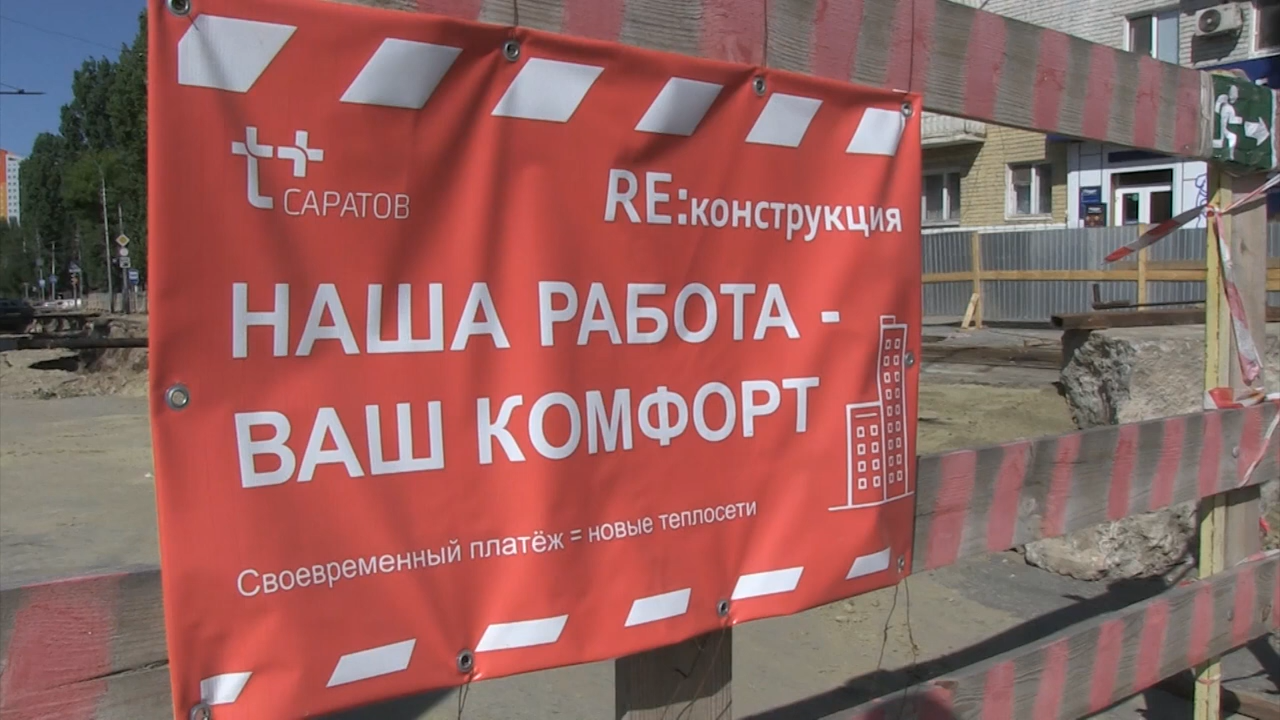 т+ САРАТОВ
RE:конструкция
НАША РАБОТА -
ВАШ КОМФОРТ
Своевременный платёж = новые теплосети